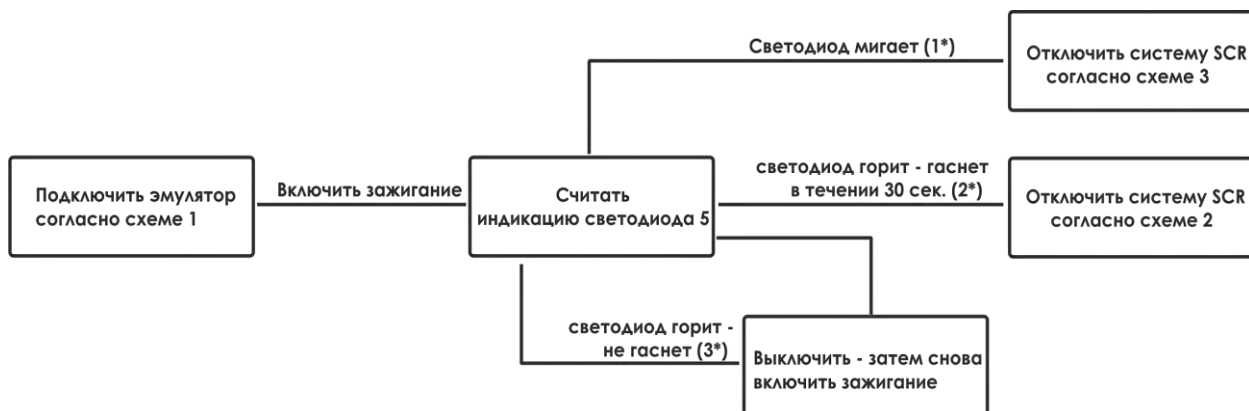 Светодиод мигает (1*)
Отключить систему SCR
согласно схеме 3
Подключить эмулятор
согласно схеме 1
Включить зажигание
Считать
индикацию светодиода 5
светодиод горит - гаснет
в течении 30 сек. (2*)
Отключить систему SCR
согласно схеме 2
светодиод горит -
не гаснет (3*)
Выключить - затем снова
включить зажигание